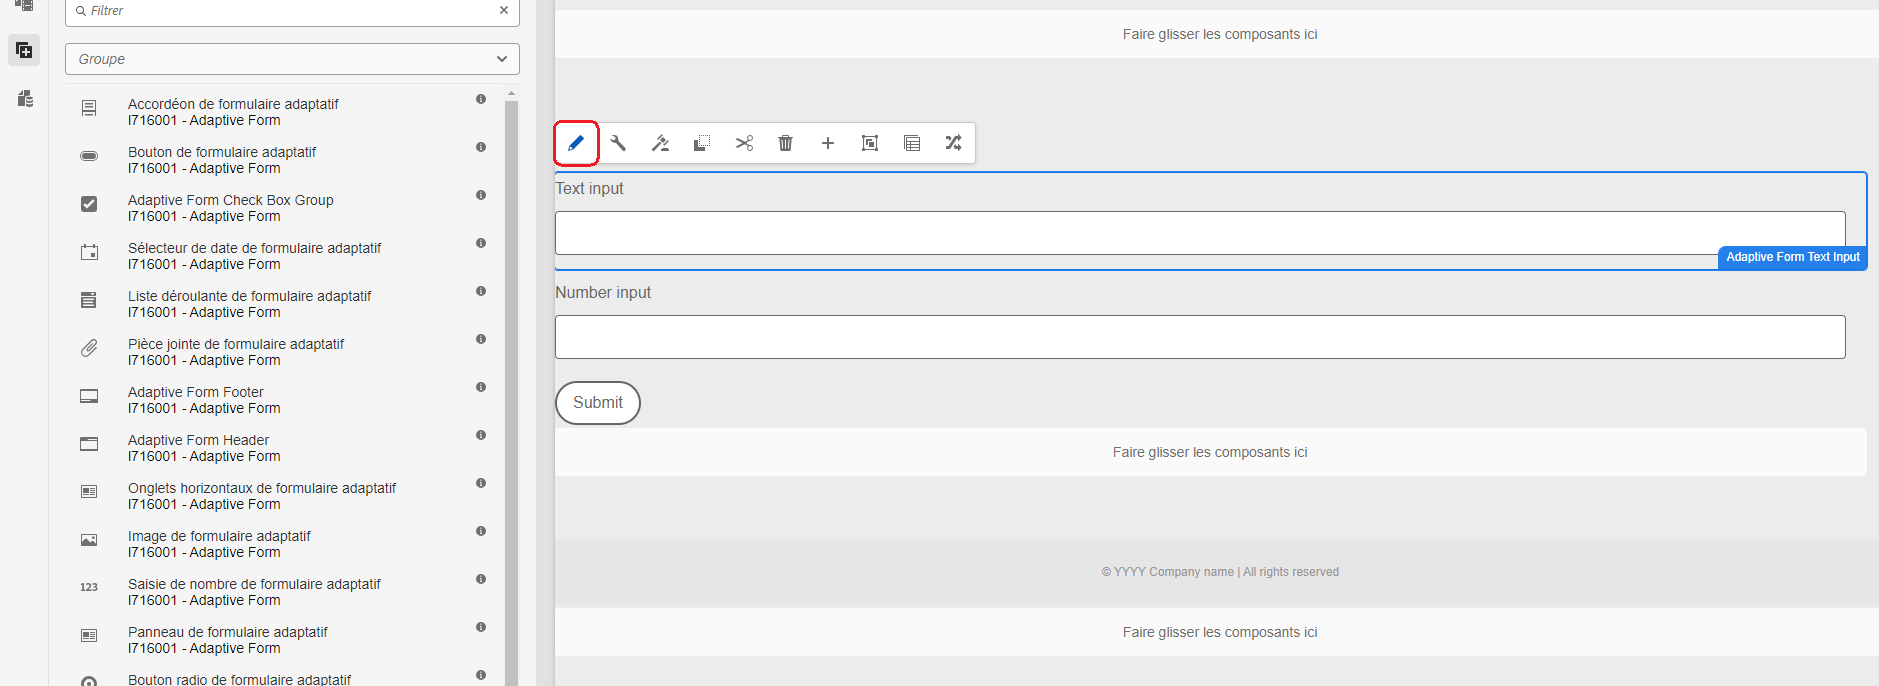 Filtrer
Groupe
Accordéon de formulaire adaptatif
I716001 - Adaptive Form
Bouton de formulaire adaptatif
I716001 - Adaptive Form
Adaptive Form Check Box Group
I716001 - Adaptive Form
Sélecteur de date de formulaire adaptatif
I716001 - Adaptive Form
Liste déroulante de formulaire adaptatif
I716001 - Adaptive Form
Pièce jointe de formulaire adaptatif
I716001 - Adaptive Form
Adaptive Form Footer
I716001 - Adaptive Form
Adaptive Form Header
I716001 - Adaptive Form
Onglets horizontaux de formulaire adaptatif
I716001 - Adaptive Form
Image de formulaire adaptatif
I716001 - Adaptive Form
123
Saisie de nombre de formulaire adaptatif
I716001 - Adaptive Form
Panneau de formulaire adaptatif
I716001 - Adaptive Form
Bouton radio de formulaire adaptatif
Faire glisser les composants ici
Text input
Adaptive Form Text Input
Number input
Submit
Faire glisser les composants ici
© YYYY Company name | All rights reserved
Faire glisser les composants ici